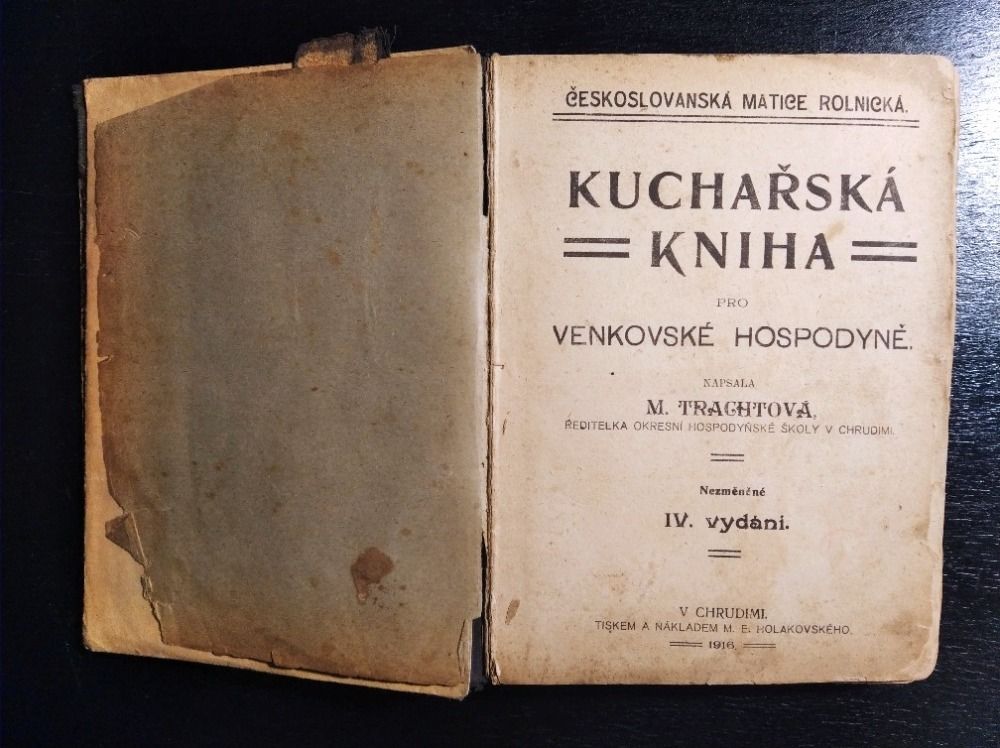 ČESKOSLOVANSKÁ MATICE ROLNICKÁ.
KUCHAŘSKÁ
KNIHA
PRO
VENKOVSKÉ HOSPODYNĚ.
NAPSALA
M. TRACHTOVÁ,
ŘEDITELKA OKRESNÍ HOSPODYŇSKÉ ŠKOLY V CHRUDIMI.
Nezměněné
IV. vydání.
V CHRUDIMI.
TISKEM A NÁKLADEM M. E. HOLAKOVSKÉHO.
1916.